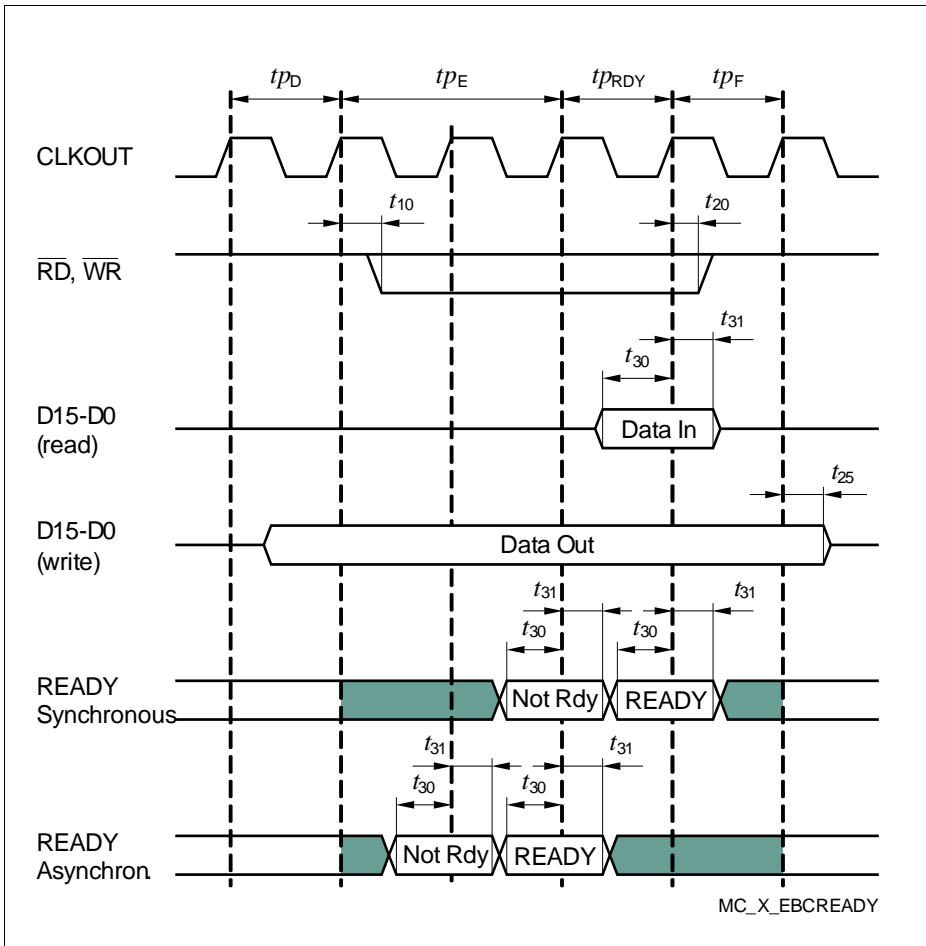 tpD tpE tpRDY tpF
CLKOUT
t10 t20
RD, WR
t31
t30
D15-D0
(read)
Data In
t25
D15-D0
(write)
Data Out
t31 t31
t30 t30
READY
Synchronous
Not Rdy READY
t31 t31
t30 t30
READY
Asynchron.
Not Rdy READY
MC_X_EBCREADY